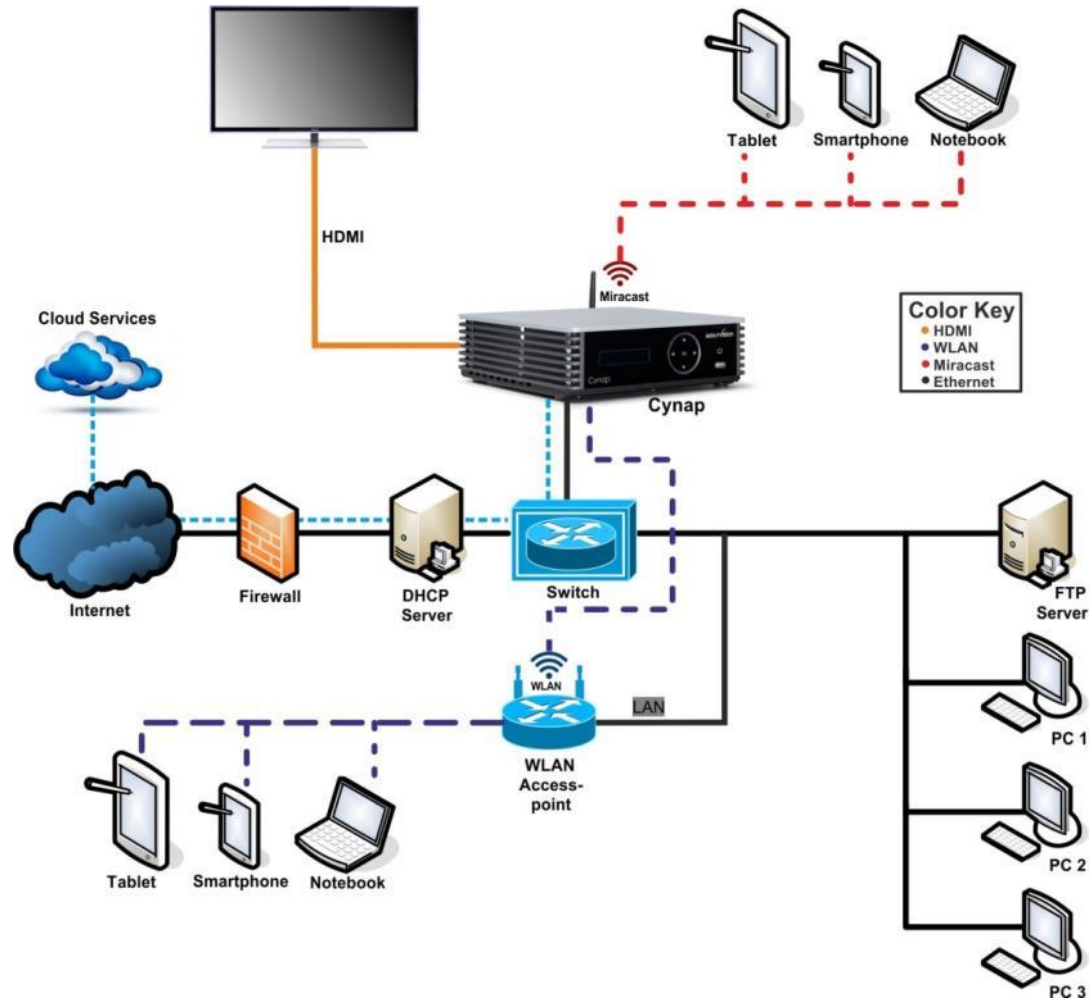 Tablet
Smartphone
Notebook
HDMI
Miracast
Cynap
Cynap
Color Key
HDMI
WLAN
Miracast
Ethernet
Cloud Services
Internet
Firewall
DHCP
Server
Switch
FTP
Server
WLAN
LAN
WLAN
Access-
point
PC 1
PC 2
PC 3
Tablet
Smartphone
Notebook